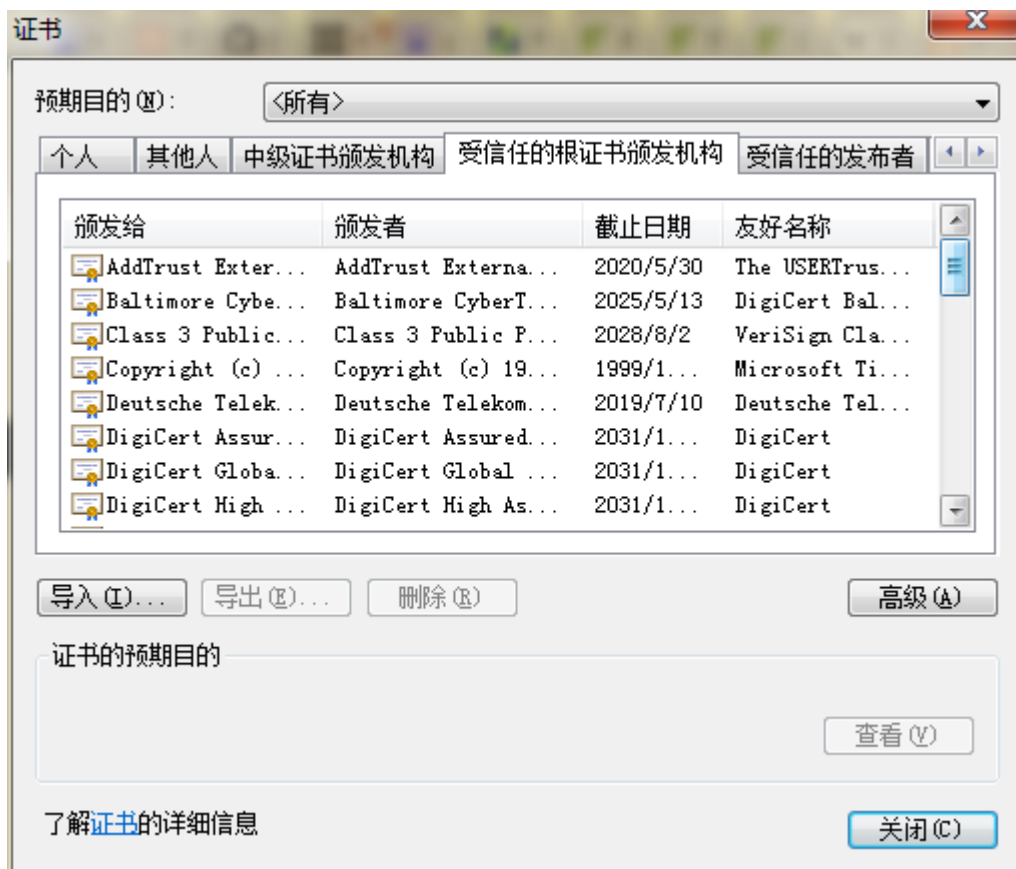 证书
预期目的(N): <所有>
个人 其他人 中级证书颁发机构 受信任的根证书颁发机构 受信任的发布者
颁发给 颁发者 截止日期 友好名称
AddTrust Exter... AddTrust Externa... 2020/5/30 The USERTrus...
Baltimore Cybe... Baltimore CyberT... 2025/5/13 DigiCert Bal...
Class 3 Public... Class 3 Public P... 2028/8/2 VeriSign Cla...
Copyright (c) ... Copyright (c) 19... 1999/1... Microsoft Ti...
Deutsche Telek... Deutsche Telekom... 2019/7/10 Deutsche Tel...
DigiCert Assur... DigiCert Assured... 2031/1... DigiCert
DigiCert Globa... DigiCert Global ... 2031/1... DigiCert
DigiCert High ... DigiCert High As... 2031/1... DigiCert
导入(I)... 导出(E)... 删除(R) 高级(A)
证书的预期目的
查看(V)
了解证书的详细信息
关闭(C)